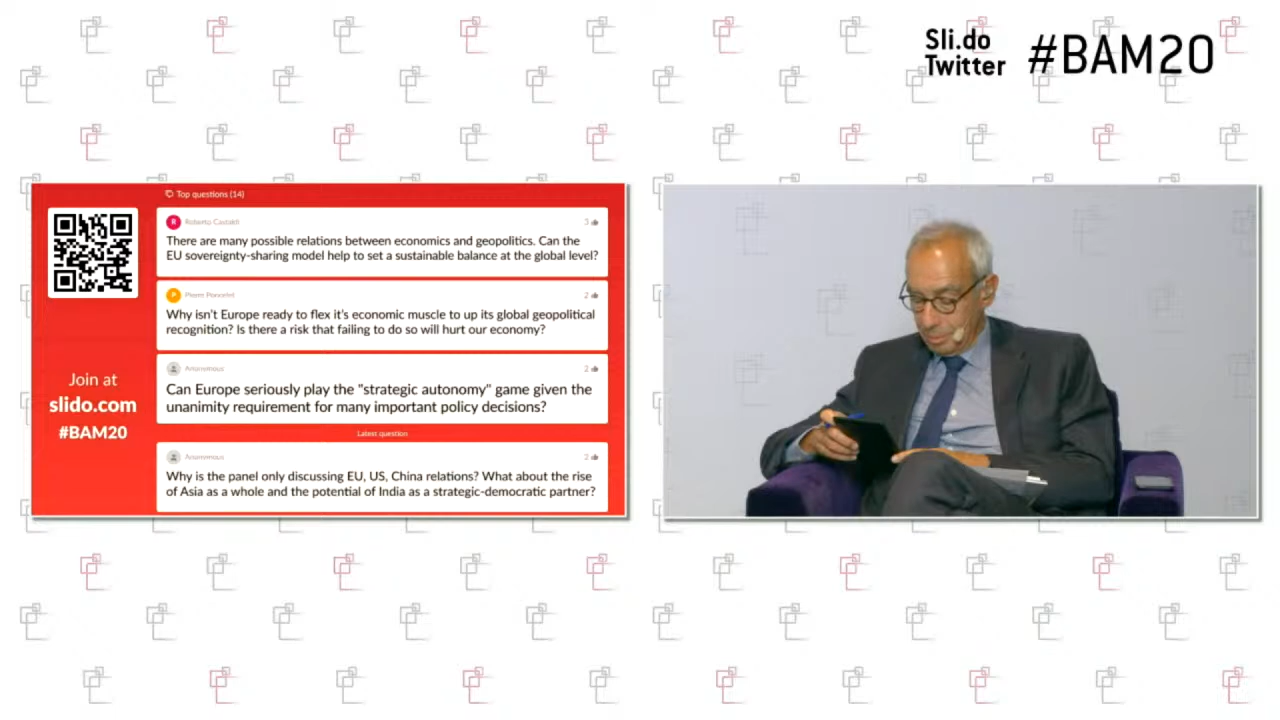 Sli.do
Twitter
#BAM20
Top questions (14)
R
Roberto Castaldi
3
There are many possible relations between economics and geopolitics. Can the
EU sovereignty-sharing model help to set a sustainable balance at the global level?
P
Pierre
2
Why isn't Europe ready to flex it's economic muscle to up its global geopolitical
recognition? Is there a risk that failing to do so will hurt our economy?
Anonymous
2
Can Europe seriously play the "strategic autonomy" game given the
unanimity requirement for many important policy decisions?
Latest question
Anonymous
2
Why is the panel only discussing EU, US, China relations? What about the rise
of Asia as a whole and the potential of India as a strategic-democratic partner?
Join at
slido.com
#BAM20